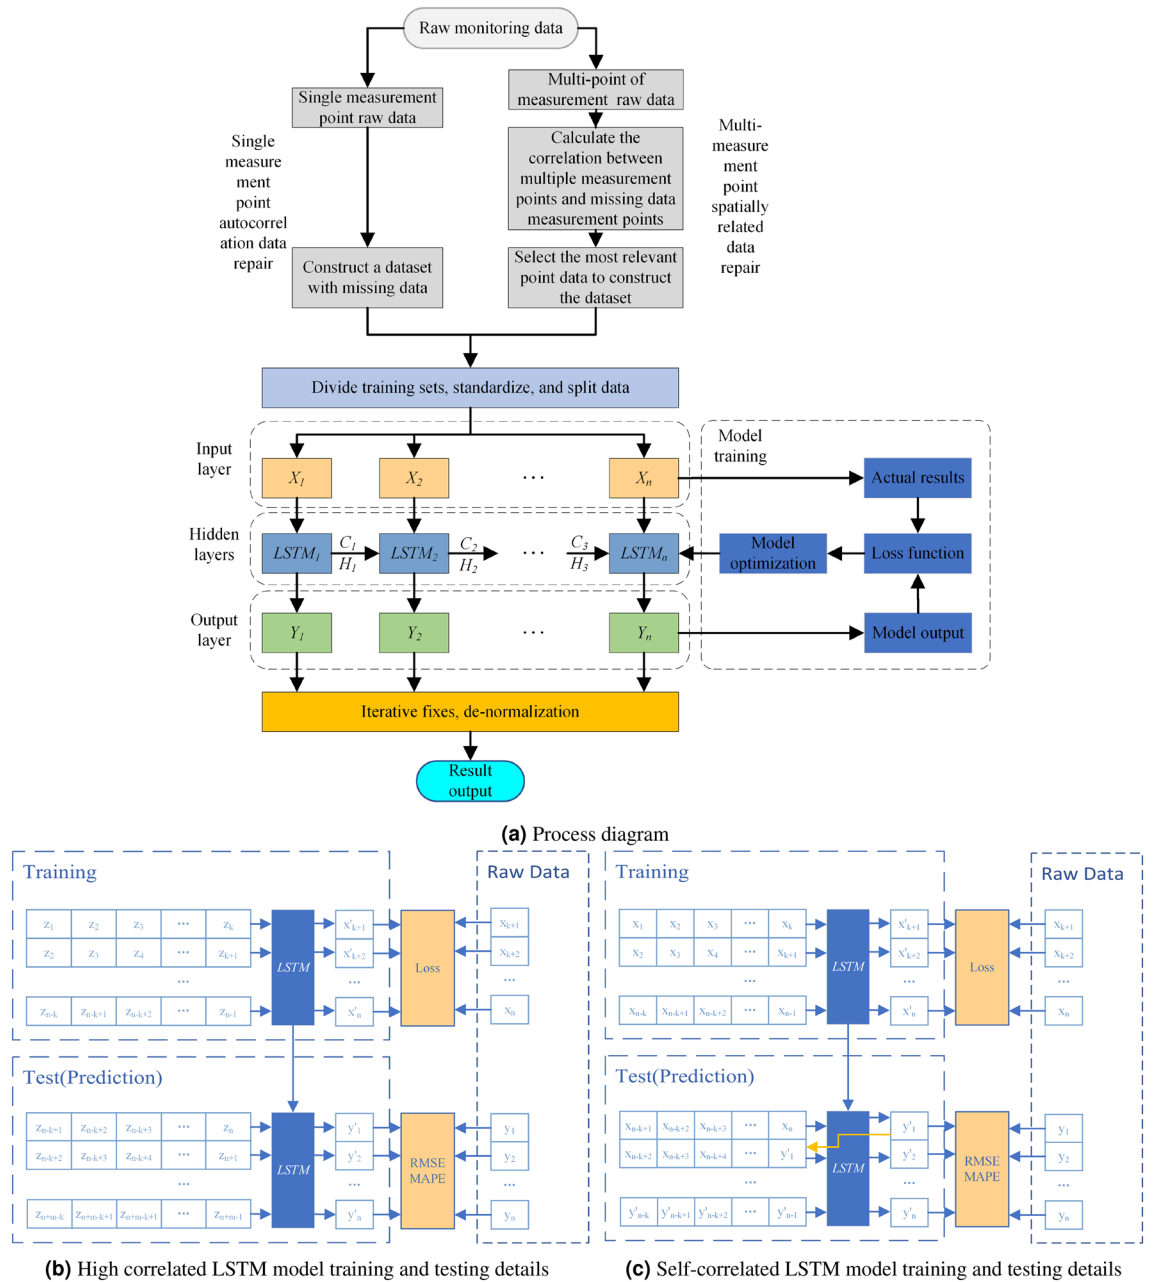 Raw monitoring data
Single measurement
point raw data
Multi-point of
measurement raw data
Single
measure
ment
point
autocorrel
ation data
repair
Calculate the
correlation between
multiple measurement
points and missing data
measurement points
Multi-
measure
ment
point
spatially
related
data
repair
Construct a dataset
with missing data
Select the most relevant
point data to construct
the dataset
Divide training sets, standardize, and split data
Input
layer
X1
X2
...
Xn
Model
training
Actual results
Hidden
layers
LSTM1
C1
H1
LSTM2
C2
H2
...
C3
H3
LSTMn
Model
optimization
Loss function
Output
layer
Y1
Y2
...
Yn
Model output
Iterative fixes, de-normalization
Result
output
(a) Process diagram
Training
Raw Data
z1 z2 z3 ... zk
z2 z3 z4 ... zk+1
...
zn-k zn-k+1 zn-k+2 ... zn-1
LSTM
x'k+1
x'k+2
...
x'n
Loss
xk+1
xk+2
...
xn
Test(Prediction)
zn-k+1 zn-k+2 zn-k+3 ... zn
zn-k+2 zn-k+3 zn-k+4 ... zn+1
...
zn+m-k zn+m-k+1 zn+m-k+1 ... zn+m-1
LSTM
y'1
y'2
...
y'n
RMSE
MAPE
y1
y2
...
yn
(b) High correlated LSTM model training and testing details
Training
Raw Data
x1 x2 x3 ... xk
x2 x3 x4 ... xk+1
...
xn-k xn-k+1 xn-k+2 ... xn-1
LSTM
x'k+1
x'k+2
...
x'n
Loss
xk+1
xk+2
...
xn
Test(Prediction)
xn-k+1 xn-k+2 xn-k+3 ... xn
xn-k+2 xn-k+3 xn-k+4 ... y'1
...
y'n-k y'n-k+1 y'n-k+2 ... y'n-1
LSTM
y'1
y'2
...
y'n
RMSE
MAPE
y1
y2
...
yn
(c) Self-correlated LSTM model training and testing details